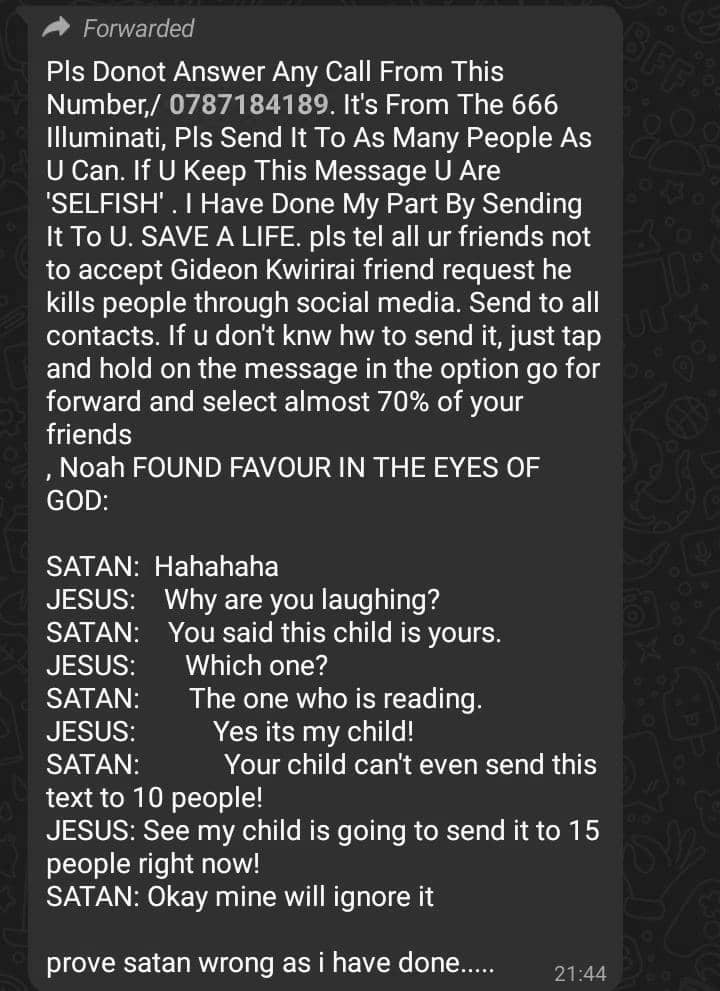 Forwarded
Pls Donot Answer Any Call From This
Number,/ 0787184189. It's From The 666
Illuminati, Pls Send It To As Many People As
U Can. If U Keep This Message U Are
'SELFISH' . I Have Done My Part By Sending
It To U. SAVE A LIFE. pls tel all ur friends not
to accept Gideon Kwirirai friend request he
kills people through social media. Send to all
contacts. If u don't knw hw to send it, just tap
and hold on the message in the option go for
forward and select almost 70% of your
friends
, Noah FOUND FAVOUR IN THE EYES OF
GOD:

SATAN:  Hahahaha
JESUS:   Why are you laughing?
SATAN:   You said this child is yours.
JESUS:     Which one?
SATAN:     The one who is reading.
JESUS:        Yes its my child!
SATAN:        Your child can't even send this
text to 10 people!
JESUS: See my child is going to send it to 15
people right now!
SATAN: Okay mine will ignore it

prove satan wrong as i have done.....
21:44